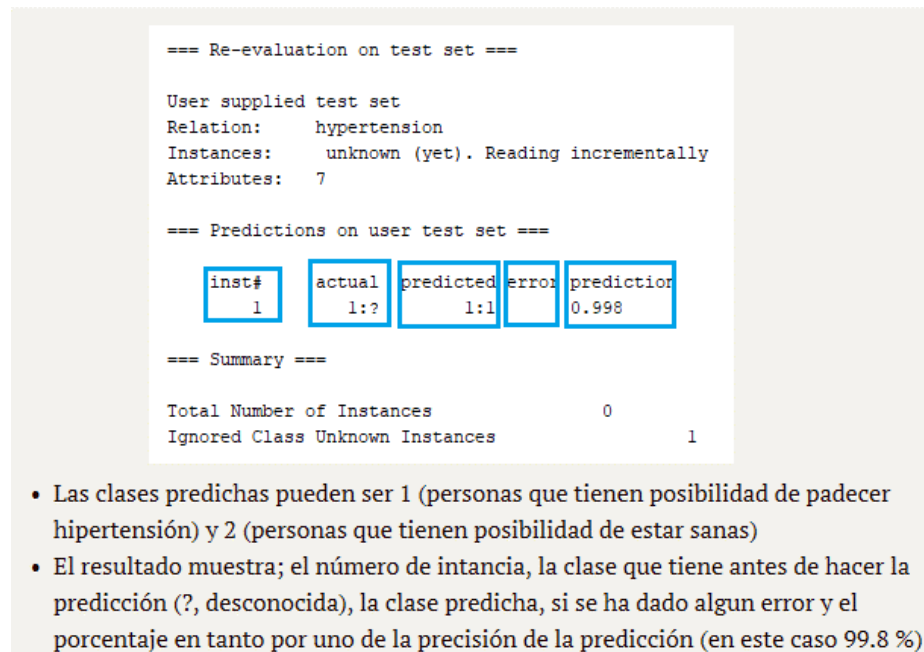 === Re-evaluation on test set ===
User supplied test set
Relation: hypertension
Instances: unknown (yet). Reading incrementally
Attributes: 7
=== Predictions on user test set ===
inst# actual predicted error prediction
1 1:? 1:1 0.998
=== Summary ===
Total Number of Instances 0
Ignored Class Unknown Instances 1
• Las clases predichas pueden ser 1 (personas que tienen posibilidad de padecer
hipertensión) y 2 (personas que tienen posibilidad de estar sanas)
• El resultado muestra; el número de intancia, la clase que tiene antes de hacer la
predicción (?, desconocida), la clase predicha, si se ha dado algun error y el
porcentaje en tanto por uno de la precisión de la predicción (en este caso 99.8 %)